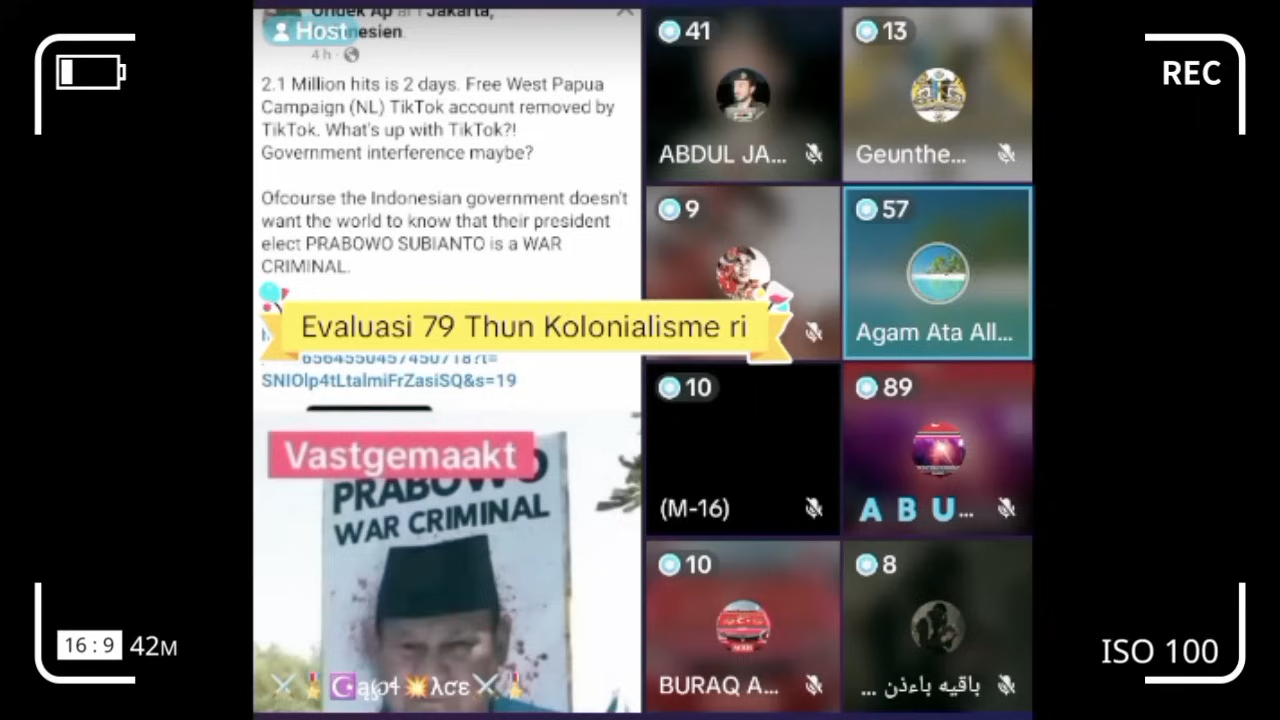 Host
Jakarta,
nesien
4 h
2.1 Million hits is 2 days. Free West Papua
Campaign (NL) TikTok account removed by
TikTok. What's up with TikTok?!
Government interference maybe?
Ofcourse the Indonesian government doesn't
want the world to know that their president
elect PRABOWO SUBIANTO is a WAR
CRIMINAL.
Evaluasi 79 Thun Kolonialisme ri
SNIOlp4tLtalmiFrZasiSQ&s=19
Vastgemaakt
PRABOWO
WAR CRIMINAL
41
ABDUL JA...
13
Geunthe...
9
57
Agam Ata All...
10
(M-16)
89
A B U...
10
BURAQ A...
8
باقيه باءذن ...
REC
16 : 9 42M
ISO 100